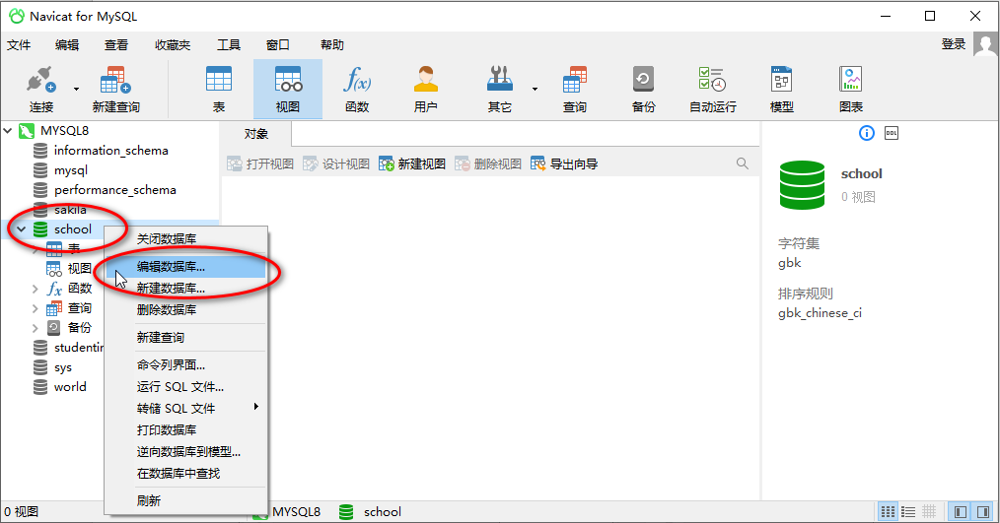 Navicat for MySQL
文件 编辑 查看 收藏夹 工具 窗口 帮助 登录
连接 新建查询 表 视图 函数 用户 其它 查询 备份 自动运行 模型 图表
MYSQL8
information_schema
mysql
performance_schema
sakila
school
表
视图
函数
查询
备份
studentin
sys
world
对象
打开视图 设计视图 新建视图 删除视图 导出向导
关闭数据库
编辑数据库...
新建数据库...
删除数据库
新建查询
命令列界面...
运行 SQL 文件...
转储 SQL 文件
打印数据库
逆向数据库到模型...
在数据库中查找
刷新
DDL
school
0 视图
字符集
gbk
排序规则
gbk_chinese_ci
0 视图 MYSQL8 school